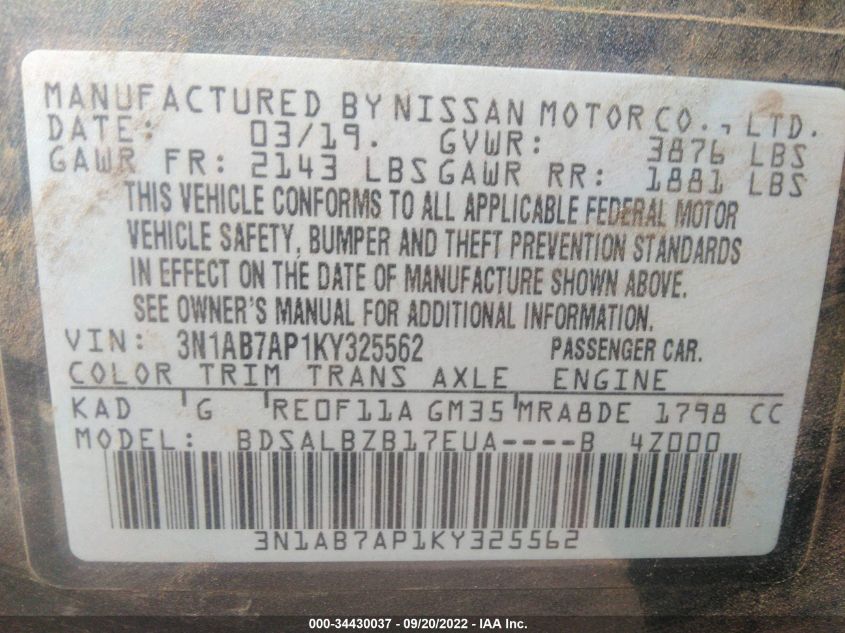 MANUFACTURED BY NISSAN MOTOR CO., LTD.
DATE: 03/19. GVWR: 3876 LBS
GAWR FR: 2143 LBS GAWR RR: 1881 LBS
THIS VEHICLE CONFORMS TO ALL APPLICABLE FEDERAL MOTOR
VEHICLE SAFETY, BUMPER AND THEFT PREVENTION STANDARDS
IN EFFECT ON THE DATE OF MANUFACTURE SHOWN ABOVE.
SEE OWNER'S MANUAL FOR ADDITIONAL INFORMATION.
VIN: 3N1AB7AP1KY325562 PASSENGER CAR.
COLOR TRIM TRANS AXLE ENGINE
KAD G RE0F11A GM35 MRA8DE 1798 CC
MODEL: BDSALBZB17EUA----B 4Z000
3N1AB7AP1KY325562
000-34430037 - 09/20/2022 - IAA Inc.